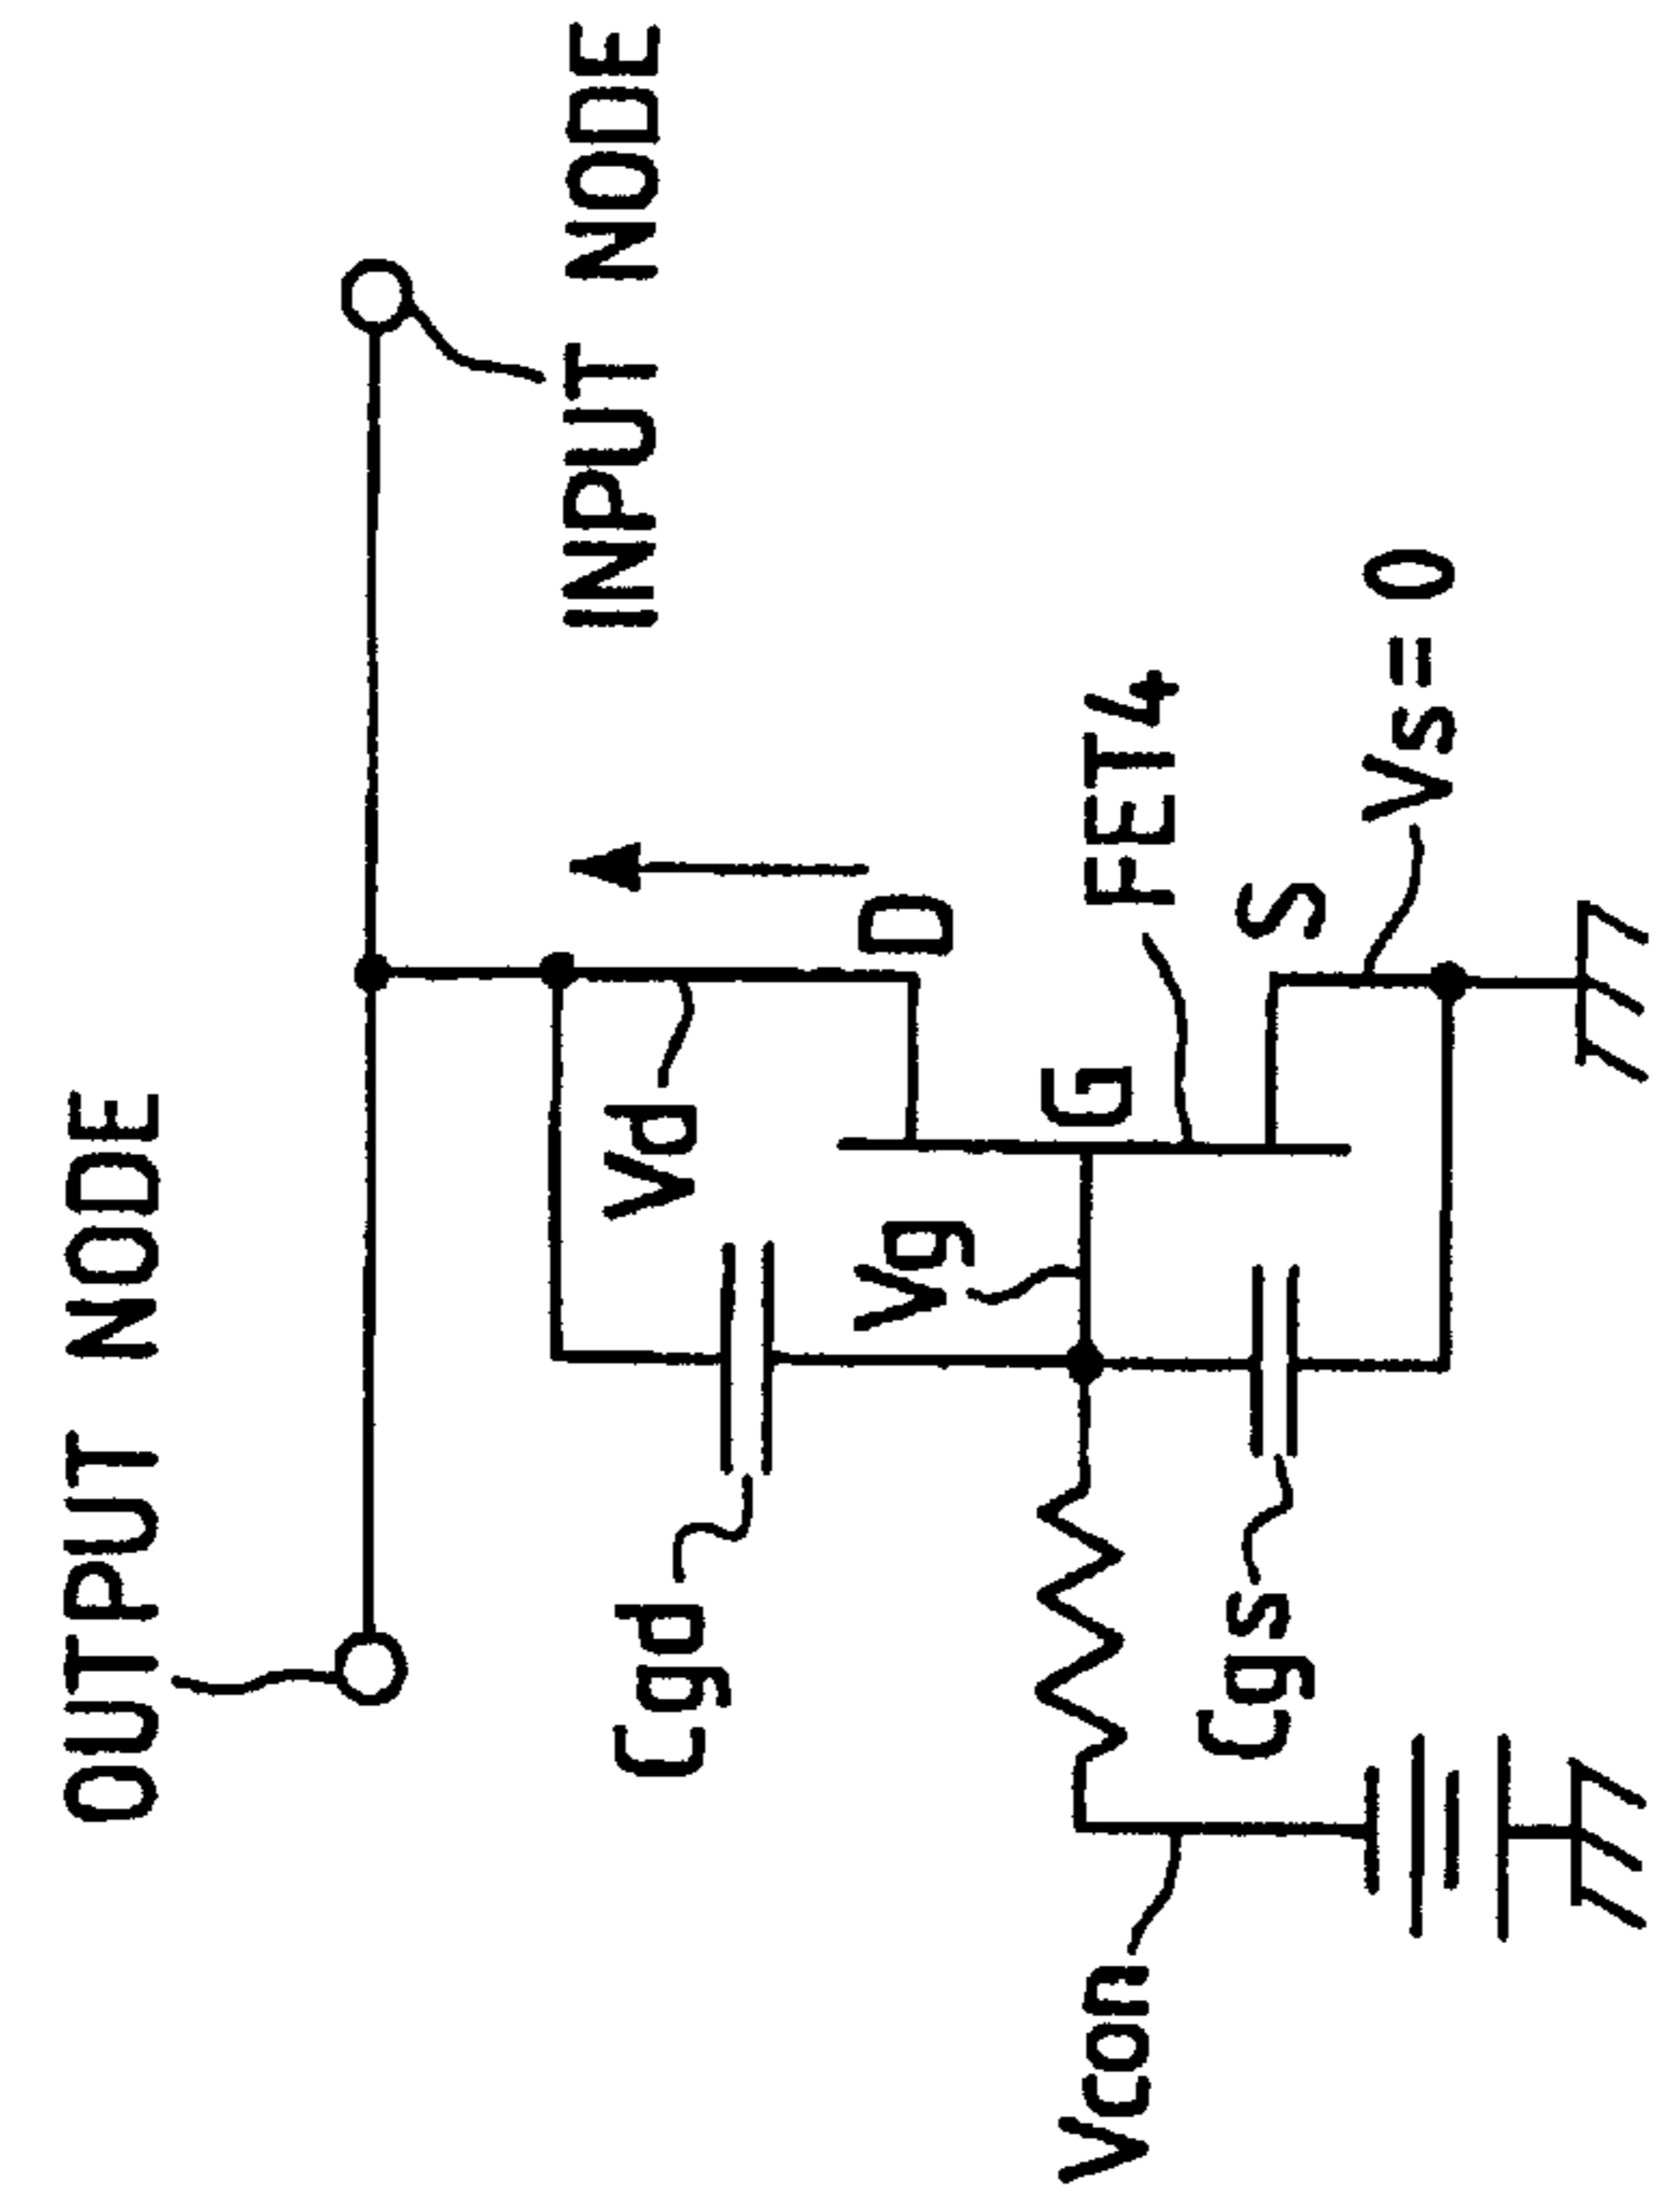 OUTPUT NODE
INPUT NODE
Vd
Cgd
D
Vg
G
FET4
Vcon
Cgs
S
Vs=0